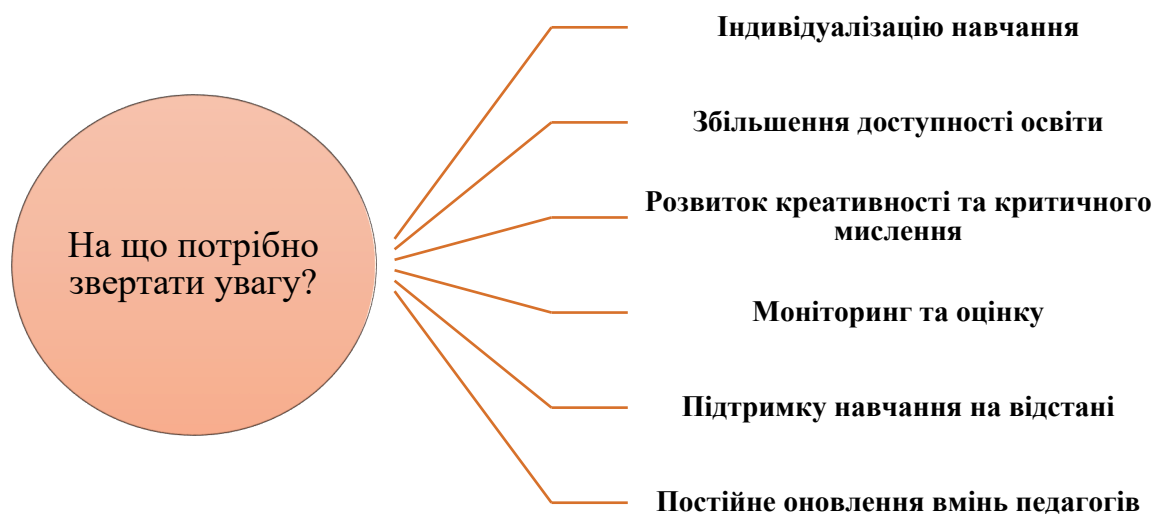 На що потрібно
звертати увагу?
Індивідуалізацію навчання
Збільшення доступності освіти
Розвиток креативності та критичного
мислення
Моніторинг та оцінку
Підтримку навчання на відстані
Постійне оновлення вмінь педагогів